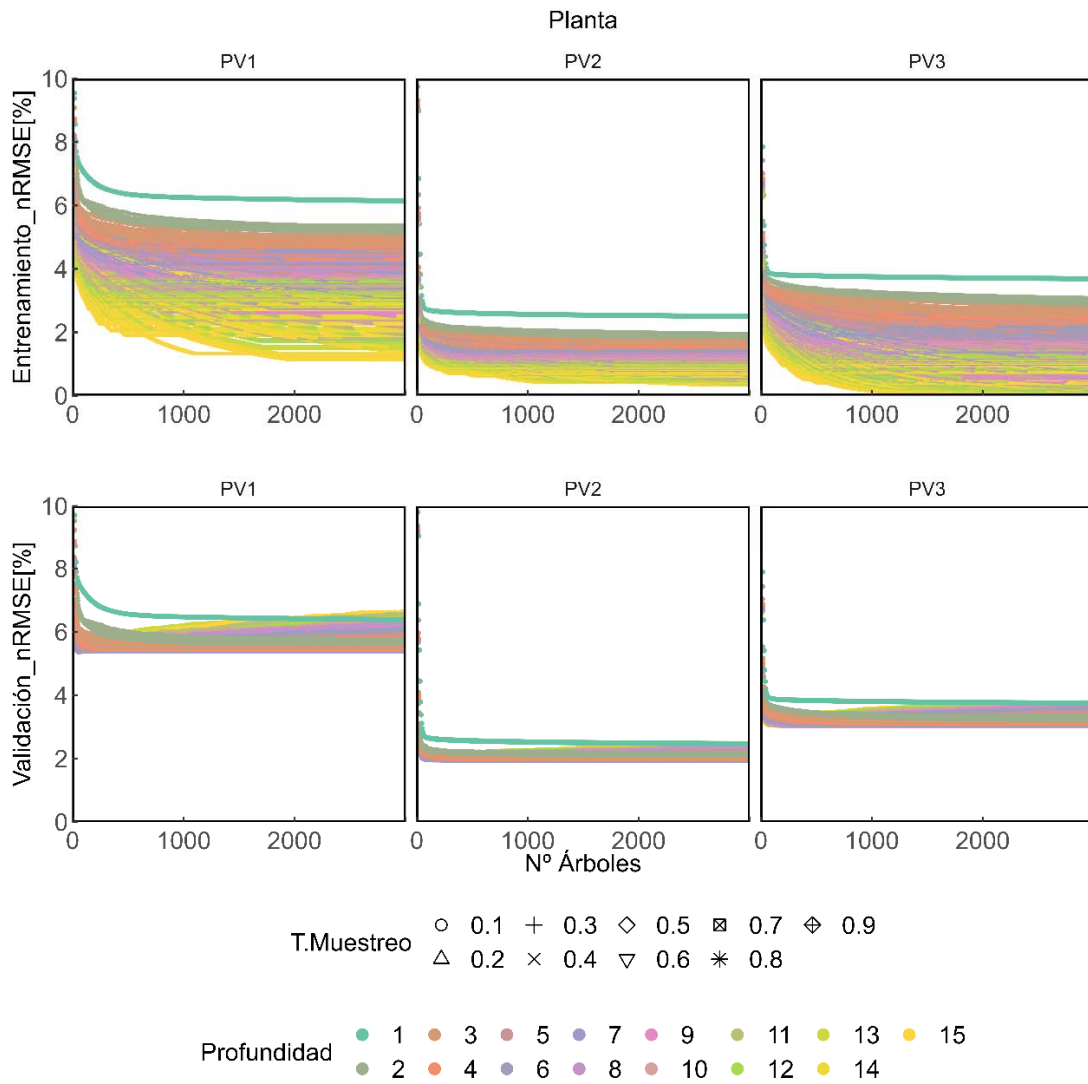 Planta
PV1 PV2 PV3
Entrenamiento_nRMSE[%]
10
8
6
4
2
0
0 1000 2000 0 1000 2000 0 1000 2000
PV1 PV2 PV3
Validación_nRMSE[%]
10
8
6
4
2
0
0 1000 2000 0 1000 2000 0 1000 2000
Nº Árboles
T.Muestreo
0.1 0.3 0.5 0.7 0.9
0.2 0.4 0.6 0.8
Profundidad
1 3 5 7 9 11 13 15
2 4 6 8 10 12 14